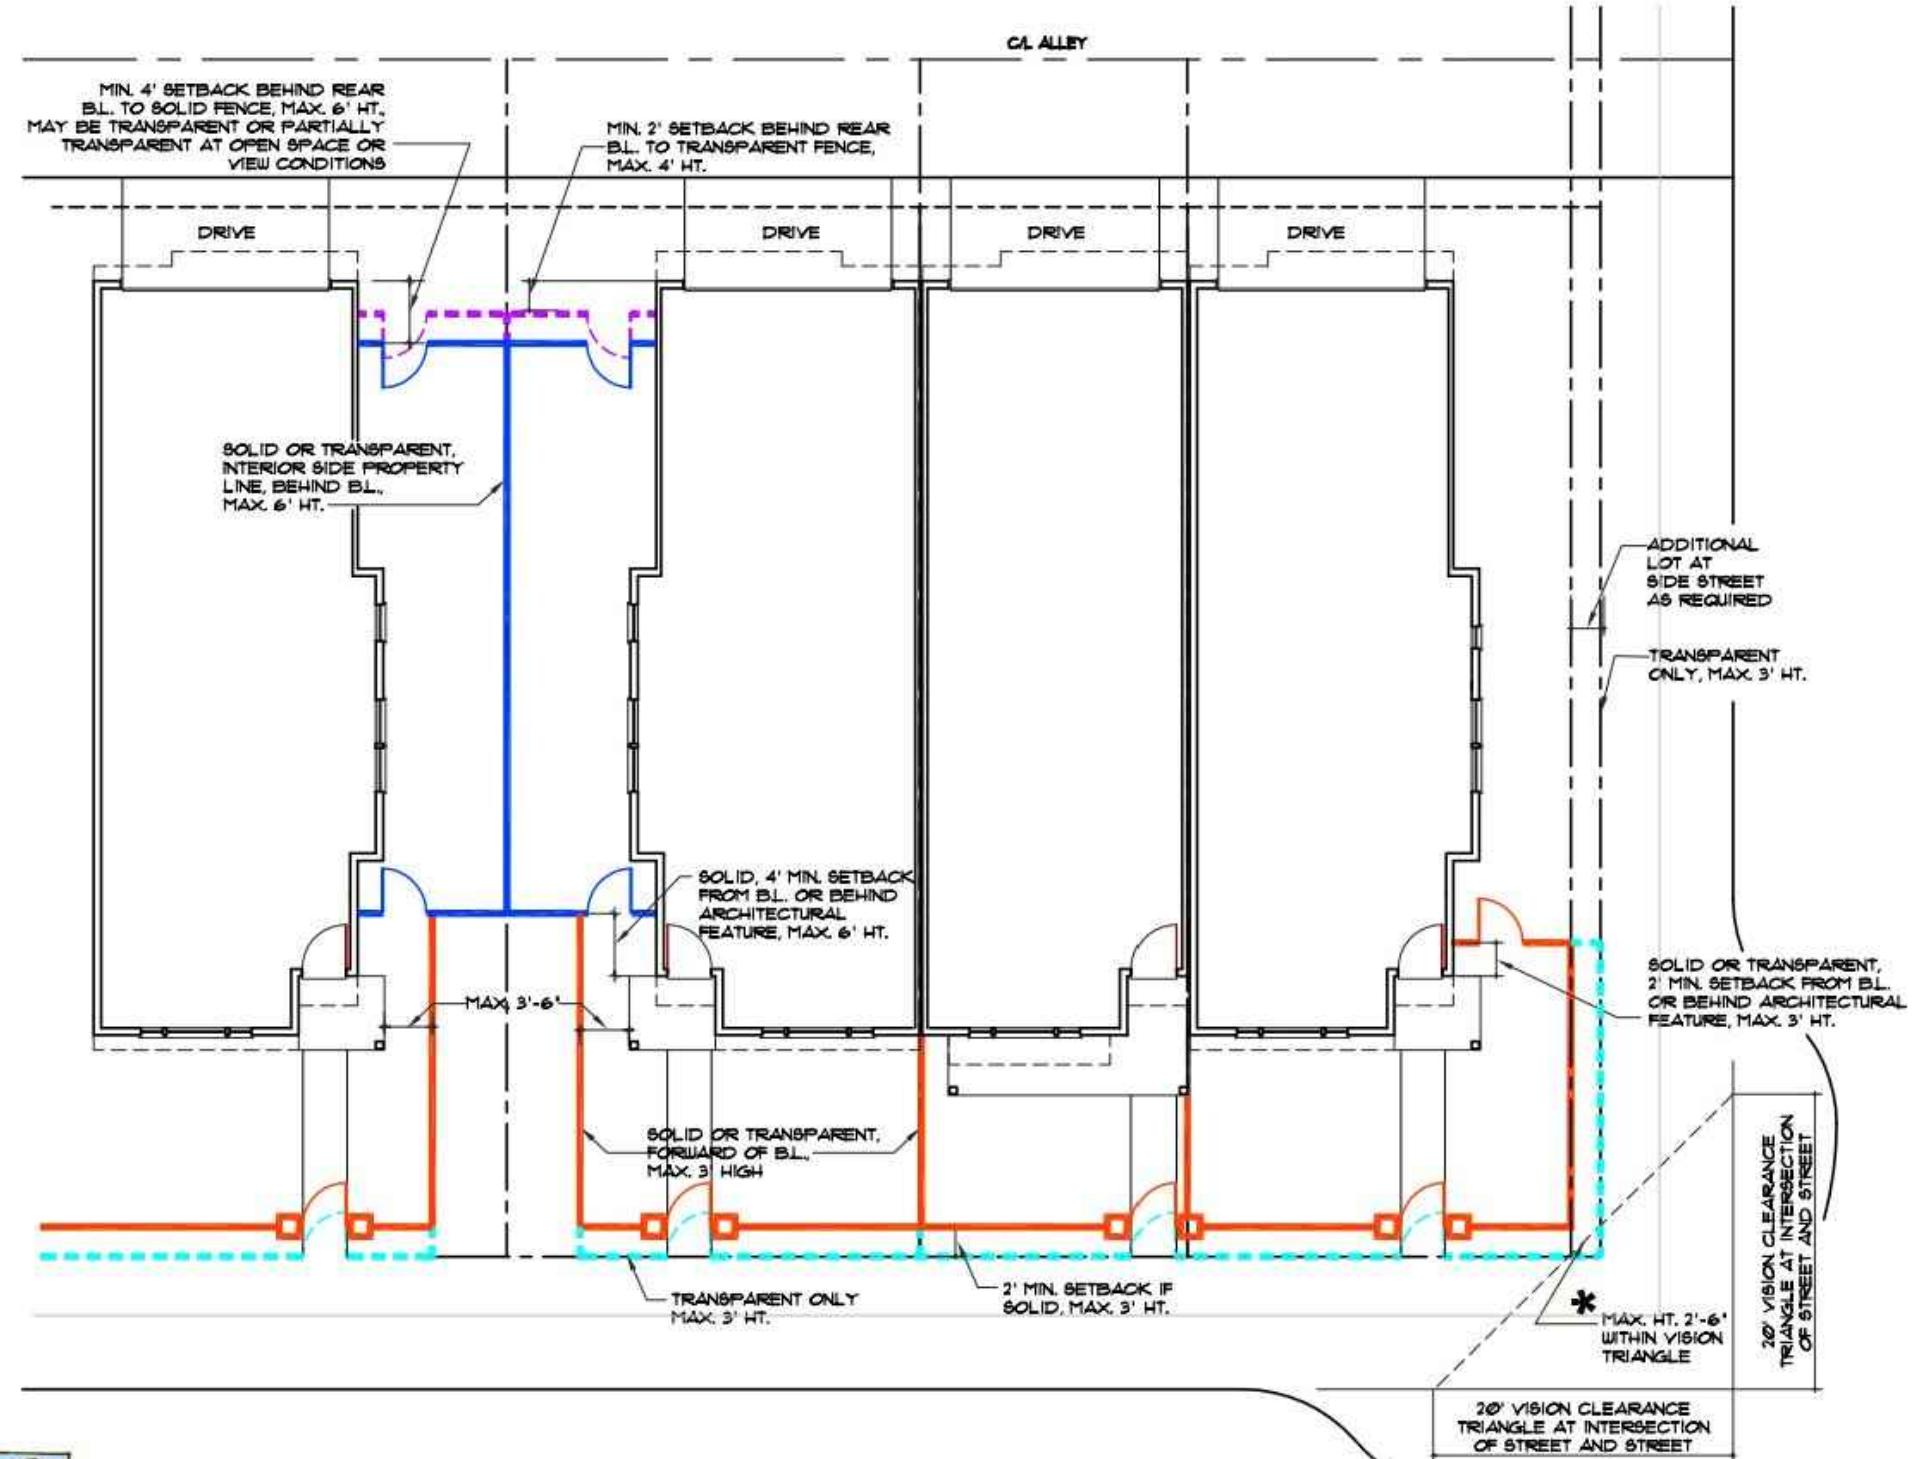 C/L ALLEY
MIN. 4' SETBACK BEHIND REAR
B.L. TO SOLID FENCE, MAX. 6' HT.,
MAY BE TRANSPARENT OR PARTIALLY
TRANSPARENT AT OPEN SPACE OR
VIEW CONDITIONS
MIN. 2' SETBACK BEHIND REAR
B.L. TO TRANSPARENT FENCE,
MAX. 4' HT.
DRIVE
DRIVE
DRIVE
DRIVE
SOLID OR TRANSPARENT,
INTERIOR SIDE PROPERTY
LINE, BEHIND B.L.,
MAX. 6' HT.
ADDITIONAL
LOT AT
SIDE STREET
AS REQUIRED
TRANSPARENT
ONLY, MAX. 3' HT.
SOLID, 4' MIN. SETBACK
FROM B.L. OR BEHIND
ARCHITECTURAL
FEATURE, MAX. 6' HT.
SOLID OR TRANSPARENT,
2' MIN. SETBACK FROM B.L.
OR BEHIND ARCHITECTURAL
FEATURE, MAX. 3' HT.
MAX. 3'-6"
SOLID OR TRANSPARENT,
FORWARD OF B.L.,
MAX. 3' HIGH
TRANSPARENT ONLY
MAX. 3' HT.
2' MIN. SETBACK IF
SOLID, MAX. 3' HT.
*
MAX. HT. 2'-6"
WITHIN VISION
TRIANGLE
20' VISION CLEARANCE
TRIANGLE AT INTERSECTION
OF STREET AND STREET
20' VISION CLEARANCE
TRIANGLE AT INTERSECTION
OF STREET AND STREET